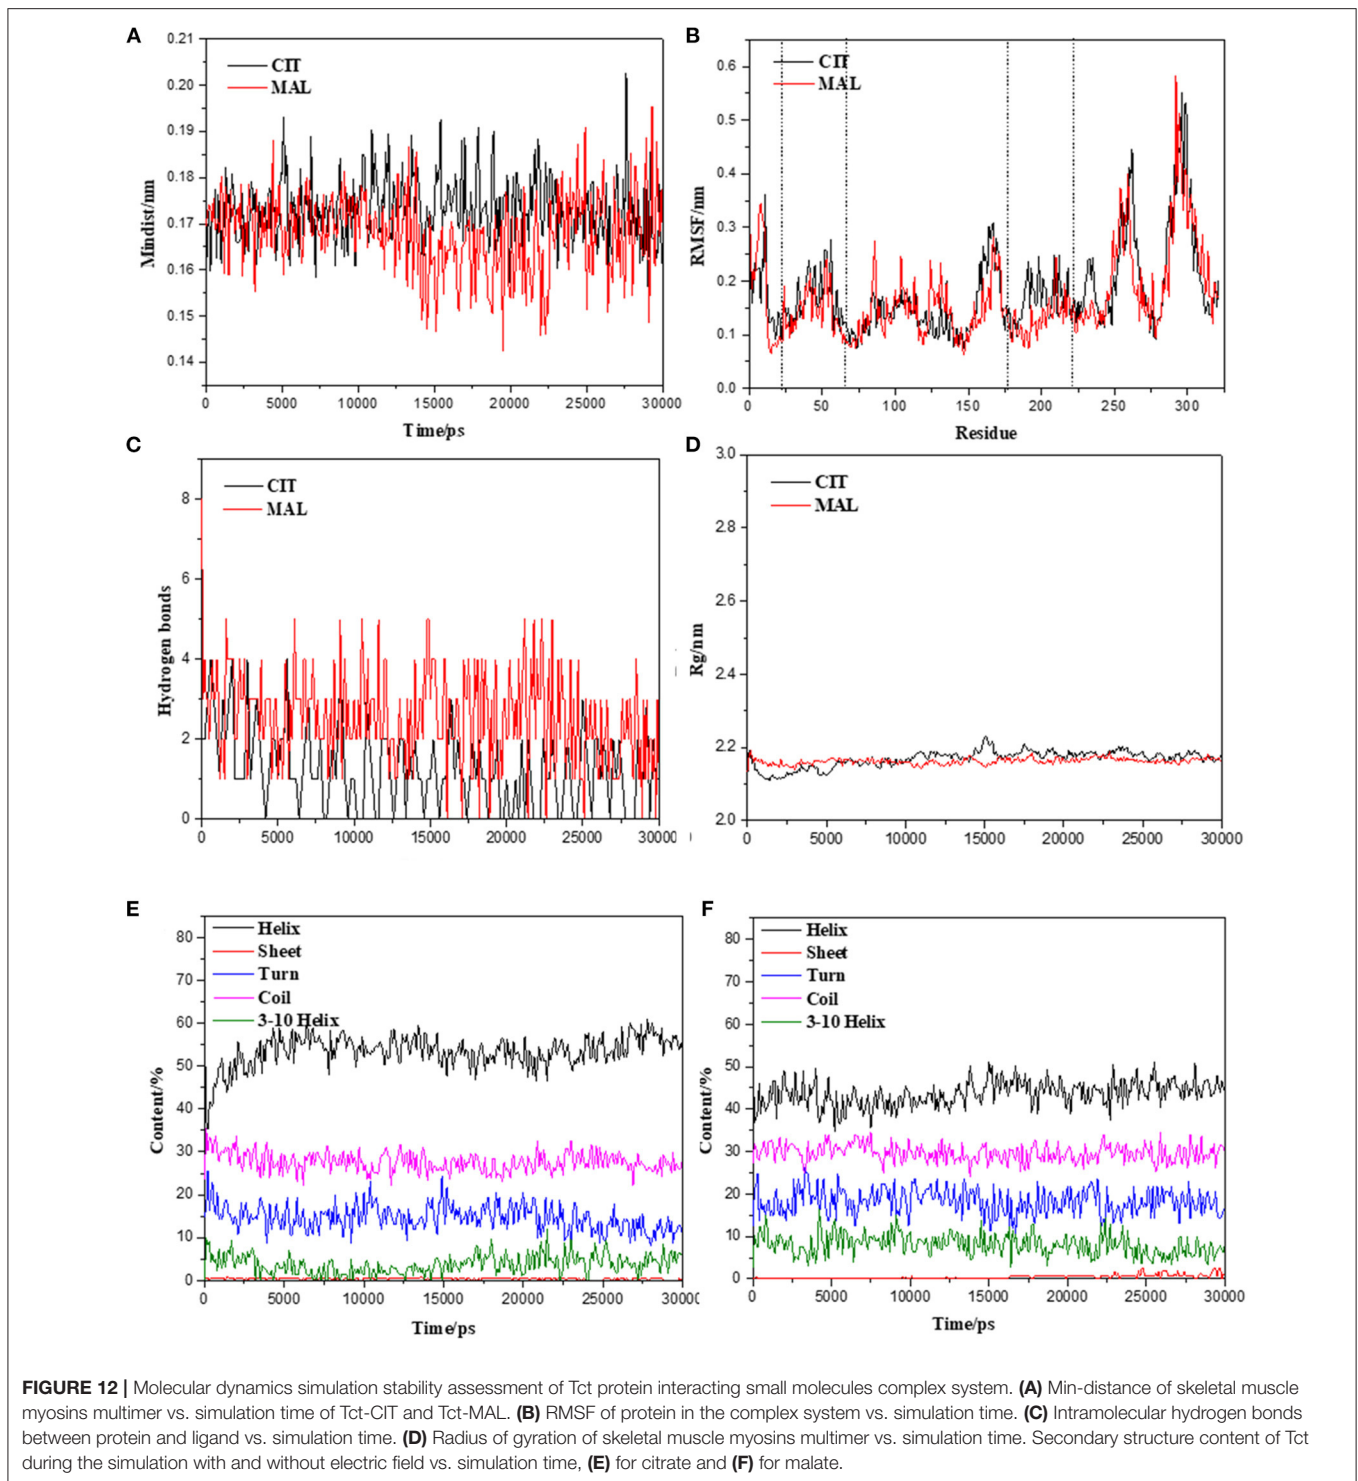 A
0.21
0.20
0.19
0.18
0.17
0.16
0.15
0.14
Mindist/nm
CIT
MAL
0 5000 10000 15000 20000 25000 30000
Time/ps
B
0.6
0.5
0.4
0.3
0.2
0.1
0.0
RMSF/nm
CIT
MAL
0 50 100 150 200 250 300
Residue
C
8
6
4
2
0
Hydrogen bonds
CIT
MAL
0 5000 10000 15000 20000 25000 30000
D
3.0
2.8
2.6
2.4
2.2
2.0
Rg/nm
CIT
MAL
0 5000 10000 15000 20000 25000 30000
E
80
70
60
50
40
30
20
10
0
Content/%
Helix
Sheet
Turn
Coil
3-10 Helix
0 5000 10000 15000 20000 25000 3000
Time/ps
F
80
70
60
50
40
30
20
10
0
Content/%
Helix
Sheet
Turn
Coil
3-10 Helix
0 5000 10000 15000 20000 25000 30000
Time/ps
FIGURE 12 | Molecular dynamics simulation stability assessment of Tct protein interacting small molecules complex system. (A) Min-distance of skeletal muscle
myosins multimer vs. simulation time of Tct-CIT and Tct-MAL. (B) RMSF of protein in the complex system vs. simulation time. (C) Intramolecular hydrogen bonds
between protein and ligand vs. simulation time. (D) Radius of gyration of skeletal muscle myosins multimer vs. simulation time. Secondary structure content of Tct
during the simulation with and without electric field vs. simulation time, (E) for citrate and (F) for malate.